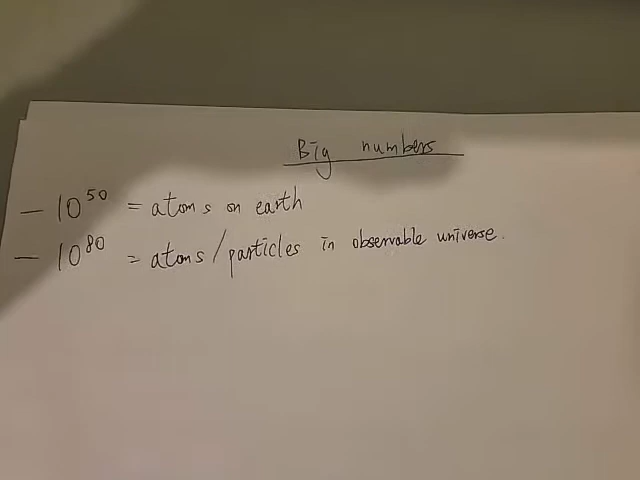 Big numbers
— 10^50 = atoms on earth
— 10^80 = atoms/particles in observable universe.